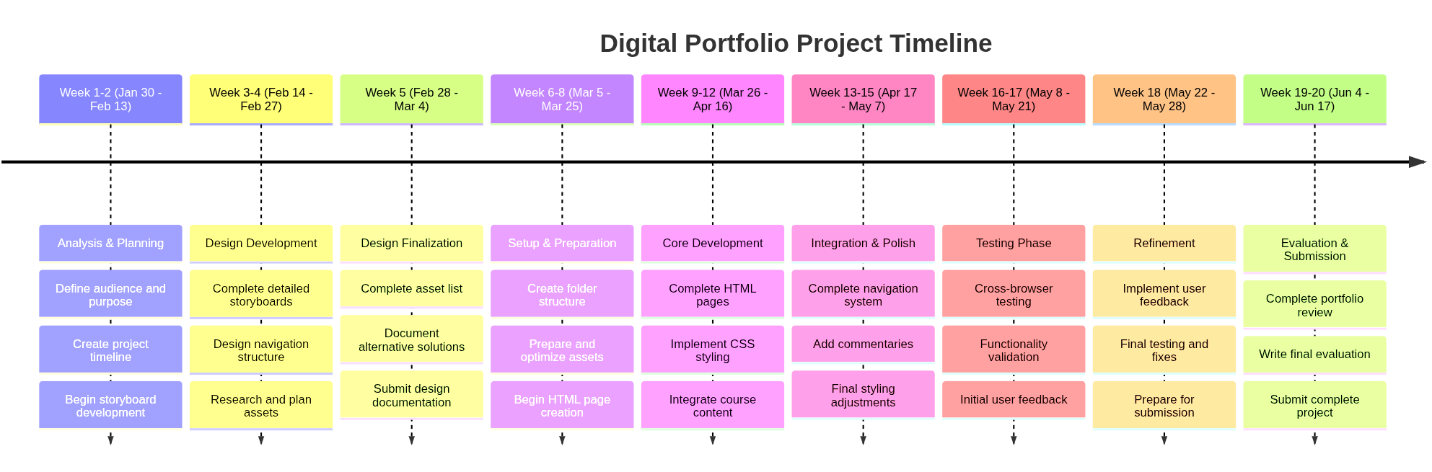 Digital Portfolio Project Timeline
Week 1-2 (Jan 30 -
Feb 13)
Week 3-4 (Feb 14 -
Feb 27)
Week 5 (Feb 28 -
Mar 4)
Week 6-8 (Mar 5 -
Mar 25)
Week 9-12 (Mar 26 -
Apr 16)
Week 13-15 (Apr 17
- May 7)
Week 16-17 (May 8 -
May 21)
Week 18 (May 22 -
May 28)
Week 19-20 (Jun 4 -
Jun 17)
Analysis & Planning
Define audience and
purpose
Create project
timeline
Begin storyboard
development
Design Development
Complete detailed
storyboards
Design navigation
structure
Research and plan
assets
Design Finalization
Complete asset list
Document
alternative solutions
Submit design
documentation
Setup & Preparation
Create folder
structure
Prepare and
optimize assets
Begin HTML page
creation
Core Development
Complete HTML
pages
Implement CSS
styling
Integrate course
content
Integration & Polish
Complete navigation
system
Add commentaries
Final styling
adjustments
Testing Phase
Cross-browser
testing
Functionality
validation
Initial user feedback
Refinement
Implement user
feedback
Final testing and
fixes
Prepare for
submission
Evaluation &
Submission
Complete portfolio
review
Write final evaluation
Submit complete
project